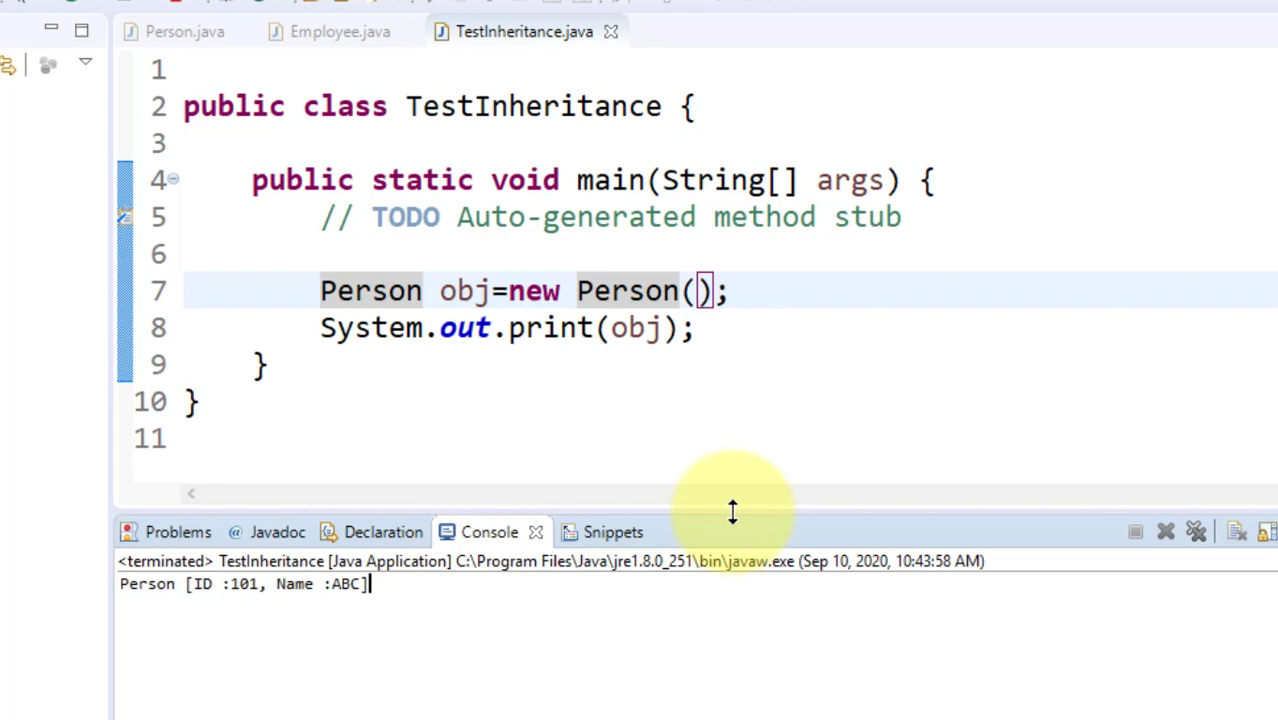 Person.java Employee.java TestInheritance.java
1
2 public class TestInheritance {
3
4 public static void main(String[] args) {
5 // TODO Auto-generated method stub
6
7 Person obj=new Person();
8 System.out.print(obj);
9 }
10 }
11
Problems @ Javadoc Declaration Console Snippets
<terminated> TestInheritance [Java Application] C:\Program Files\Java\jre1.8.0_251\bin\javaw.exe (Sep 10, 2020, 10:43:58 AM)
Person [ID :101, Name :ABC]